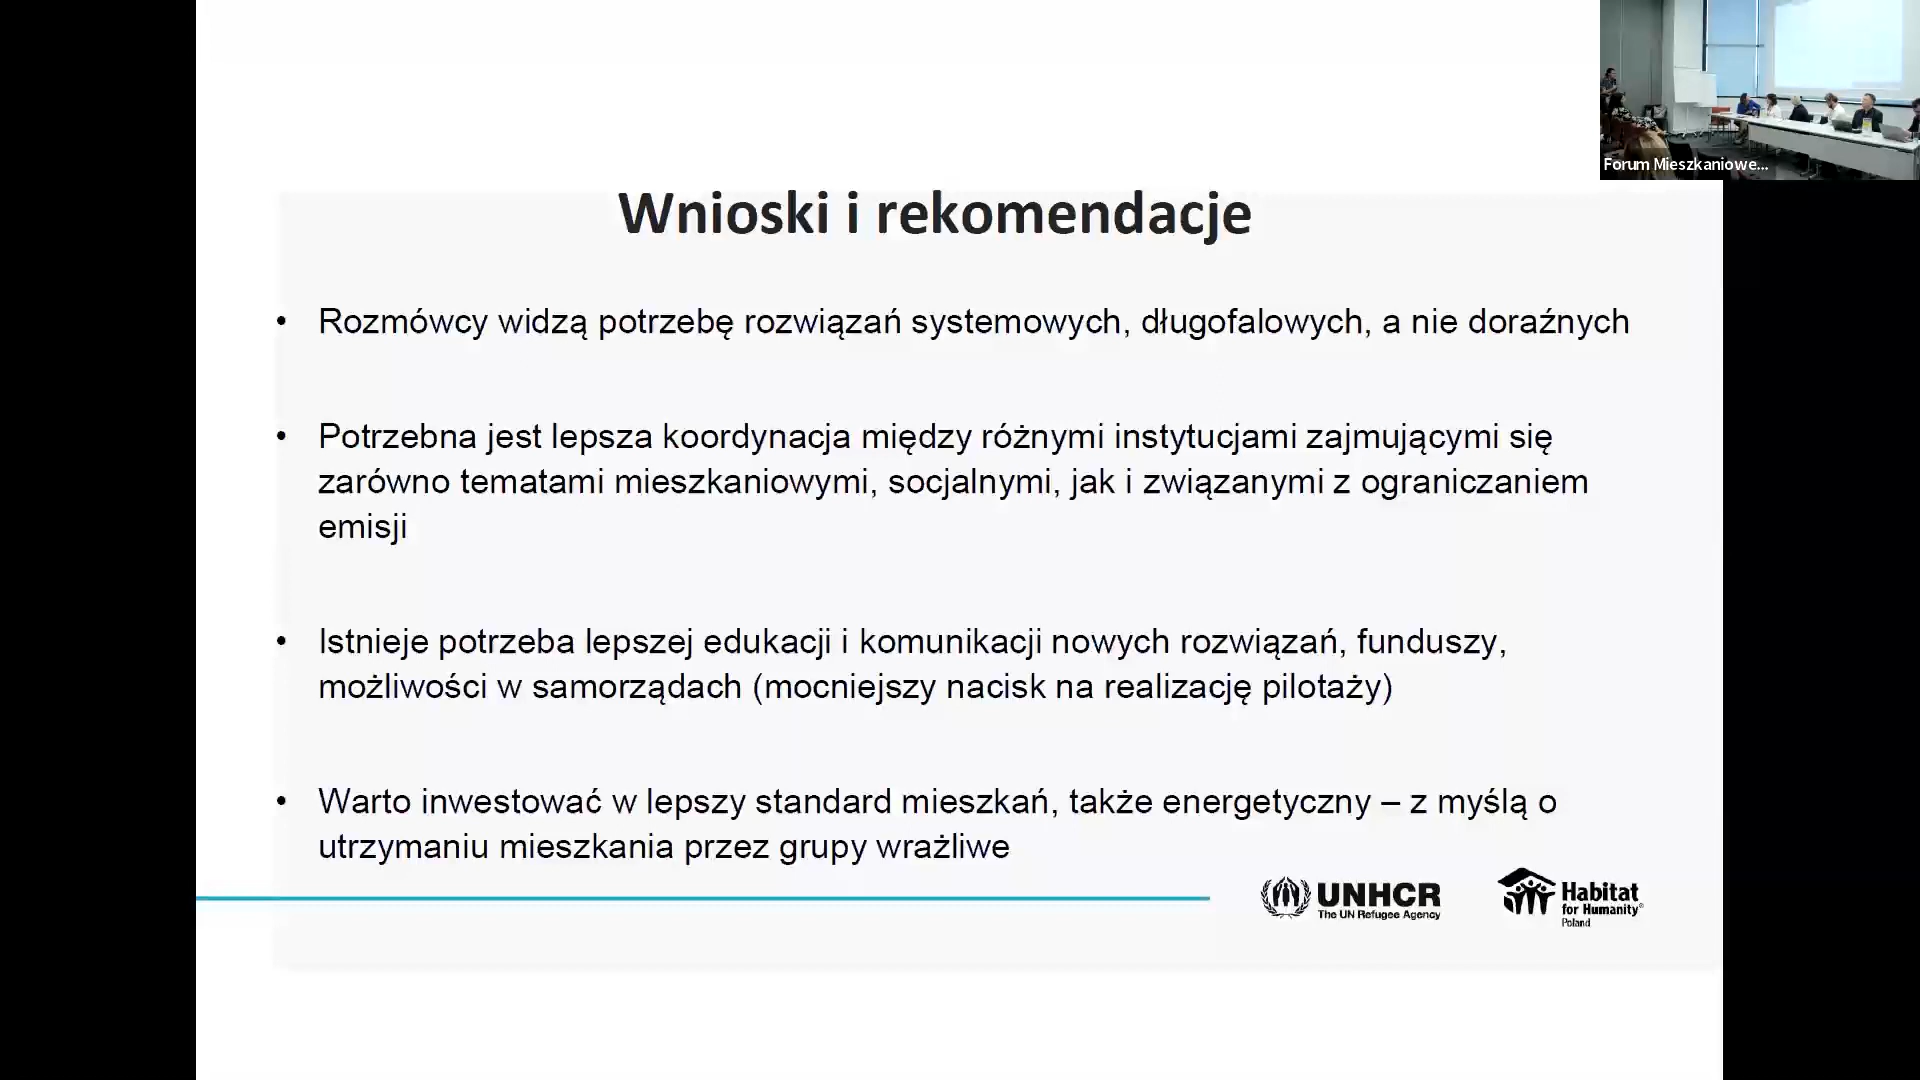 Forum Mieszkaniowe...
Wnioski i rekomendacje
• Rozmówcy widzą potrzebę rozwiązań systemowych, długofalowych, a nie doraźnych
• Potrzebna jest lepsza koordynacja między różnymi instytucjami zajmującymi się
zarówno tematami mieszkaniowymi, socjalnymi, jak i związanymi z ograniczaniem
emisji
• Istnieje potrzeba lepszej edukacji i komunikacji nowych rozwiązań, funduszy,
możliwości w samorządach (mocniejszy nacisk na realizację pilotaży)
• Warto inwestować w lepszy standard mieszkań, także energetyczny – z myślą o
utrzymaniu mieszkania przez grupy wrażliwe
UNHCR
The UN Refugee Agency
Habitat
for Humanity®
Poland